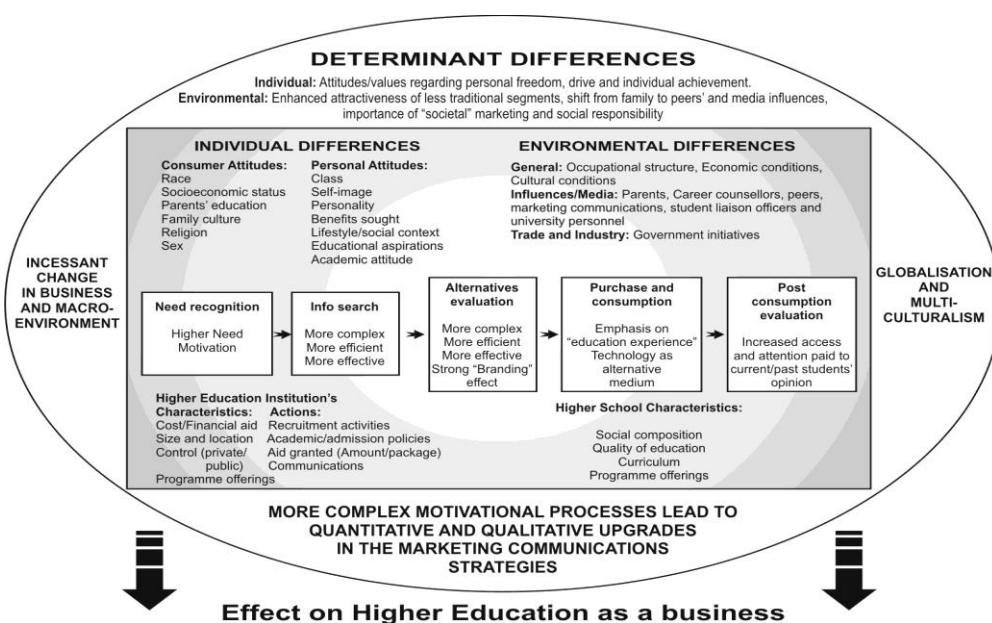 DETERMINANT DIFFERENCES
Individual: Attitudes/values regarding personal freedom, drive and individual achievement.
Environmental: Enhanced attractiveness of less traditional segments, shift from family to peers' and media influences,
importance of "societal" marketing and social responsibility
INCESSANT
CHANGE
IN BUSINESS
AND MACRO-
ENVIRONMENT
INDIVIDUAL DIFFERENCES
Consumer Attitudes:
Race
Socioeconomic status
Parents' education
Family culture
Religion
Sex
Personal Attitudes:
Class
Self-image
Personality
Benefits sought
Lifestyle/social context
Educational aspirations
Academic attitude
ENVIRONMENTAL DIFFERENCES
General: Occupational structure, Economic conditions,
Cultural conditions
Influences/Media: Parents, Career counsellors, peers,
marketing communications, student liaison officers and
university personnel
Trade and Industry: Government initiatives
GLOBALISATION
AND
MULTI-
CULTURALISM
Need recognition
Higher Need
Motivation
Info search
More complex
More efficient
More effective
Alternatives
evaluation
More complex
More efficient
More effective
Strong "Branding"
effect
Purchase and
consumption
Emphasis on
"education experience"
Technology as
alternative
medium
Post
consumption
evaluation
Increased access
and attention paid to
current/past students'
opinion
Higher Education Institution's
Characteristics:
Cost/Financial aid
Size and location
Control (private/
public)
Programme offerings
Actions:
Recruitment activities
Academic/admission policies
Aid granted (Amount/package)
Communications
Higher School Characteristics:
Social composition
Quality of education
Curriculum
Programme offerings
MORE COMPLEX MOTIVATIONAL PROCESSES LEAD TO
QUANTITATIVE AND QUALITATIVE UPGRADES
IN THE MARKETING COMMUNICATIONS
STRATEGIES
Effect on Higher Education as a business